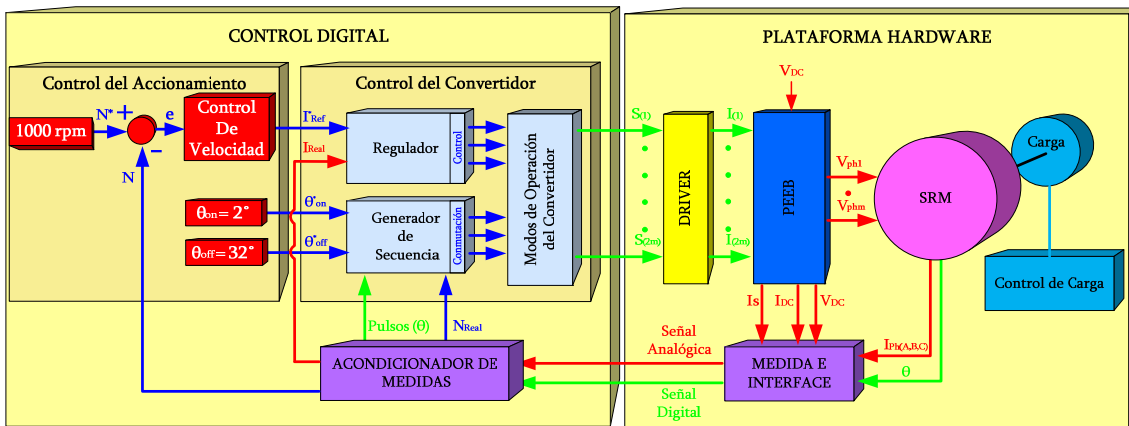 CONTROL DIGITAL
Control del Accionamiento
1000 rpm
N* +
e
−
N
Control
De
Velocidad
θon= 2°
θoff= 32°
Control del Convertidor
I*Ref
IReal
θ*on
θ*off
Regulador
Control
Generador
de
Secuencia
Conmutación
Modos de Operación
del Convertidor
Pulsos (θ)
NReal
ACONDICIONADOR DE
MEDIDAS
PLATAFORMA HARDWARE
S(1)
S(2m)
DRIVER
I(1)
I(2m)
VDC
PEEB
Vph1
Vphm
SRM
Carga
Control de Carga
Is
IDC
VDC
IPh(A,B,C)
θ
MEDIDA E
INTERFACE
Señal
Analógica
Señal
Digital